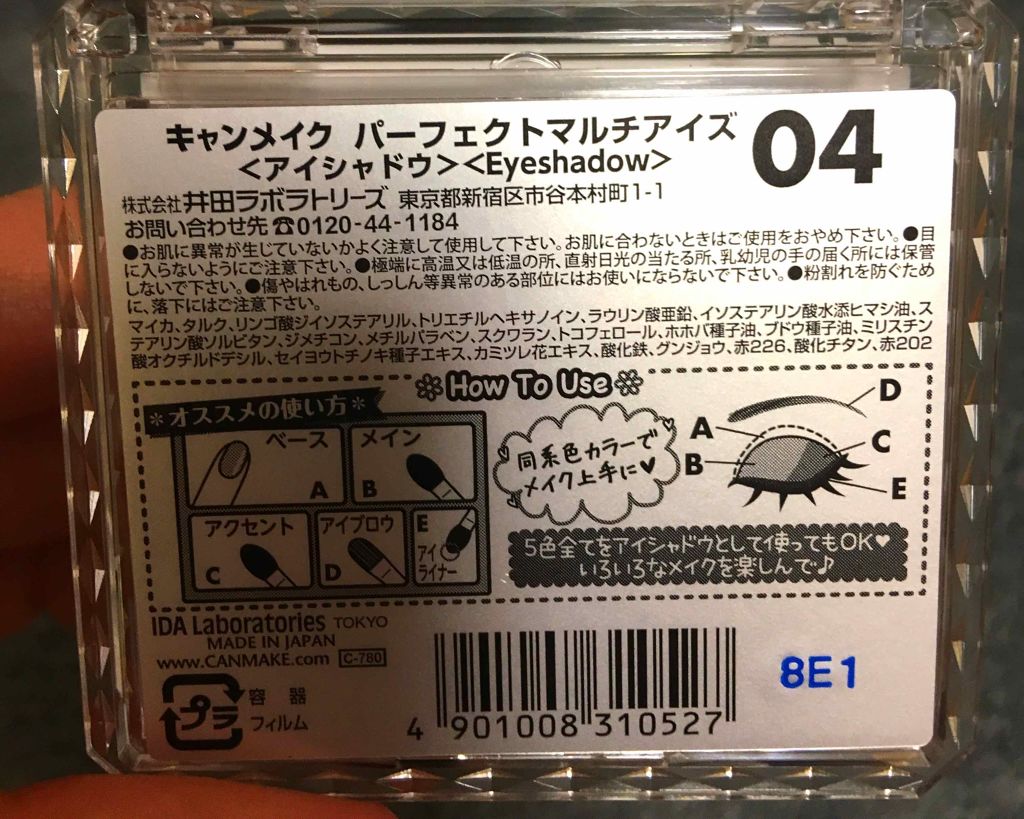 キャンメイク パーフェクトマルチアイズ 04
<アイシャドウ><Eyeshadow>
株式会社井田ラボラトリーズ 東京都新宿区市谷本村町1-1
お問い合わせ先☎0120-44-1184
●お肌に異常が生じていないかよく注意して使用して下さい。お肌に合わないときはご使用をおやめ下さい。●目
に入らないようにご注意下さい。●極端に高温又は低温の所、直射日光の当たる所、乳幼児の手の届く所には保管
しないで下さい。●傷やはれもの、しっしん等異常のある部位にはお使いにならないで下さい。●粉割れを防ぐため
に、落下にはご注意下さい。
マイカ、タルク、リンゴ酸ジイソステアリル、トリエチルヘキサノイン、ラウリン酸亜鉛、イソステアリン酸水添ヒマシ油、ス
テアリン酸ソルビタン、ジメチコン、メチルパラベン、スクワラン、トコフェロール、ホホバ種子油、ブドウ種子油、ミリスチン
酸オクチルドデシル、セイヨウトチノキ種子エキス、カミツレ花エキス、酸化鉄、グンジョウ、赤226、酸化チタン、赤202
How To Use
*オススメの使い方*
ベース
A
メイン
B
アクセント
C
アイブロウ
D
E
アイ
ライナー
同系色カラーで
メイク上手に♥
A
B
D
C
E
5色全てをアイシャドウとして使ってもOK♥
いろいろなメイクを楽しんで♪
IDA Laboratories TOKYO
MADE IN JAPAN
www.CANMAKE.com C-780
プラ
容 器
フィルム
4 901008 310527
8E1